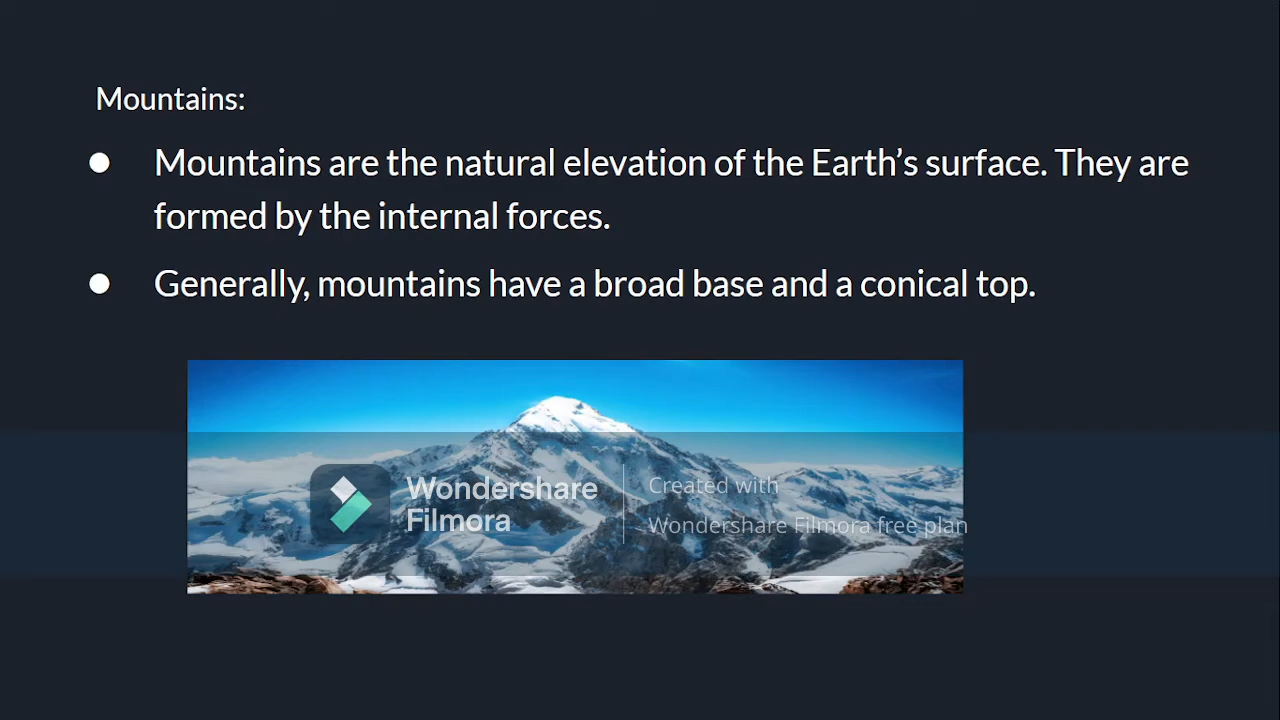 Mountains:
● Mountains are the natural elevation of the Earth’s surface. They are
formed by the internal forces.
● Generally, mountains have a broad base and a conical top.
Wondershare
Filmora
Created with
Wondershare Filmora free plan